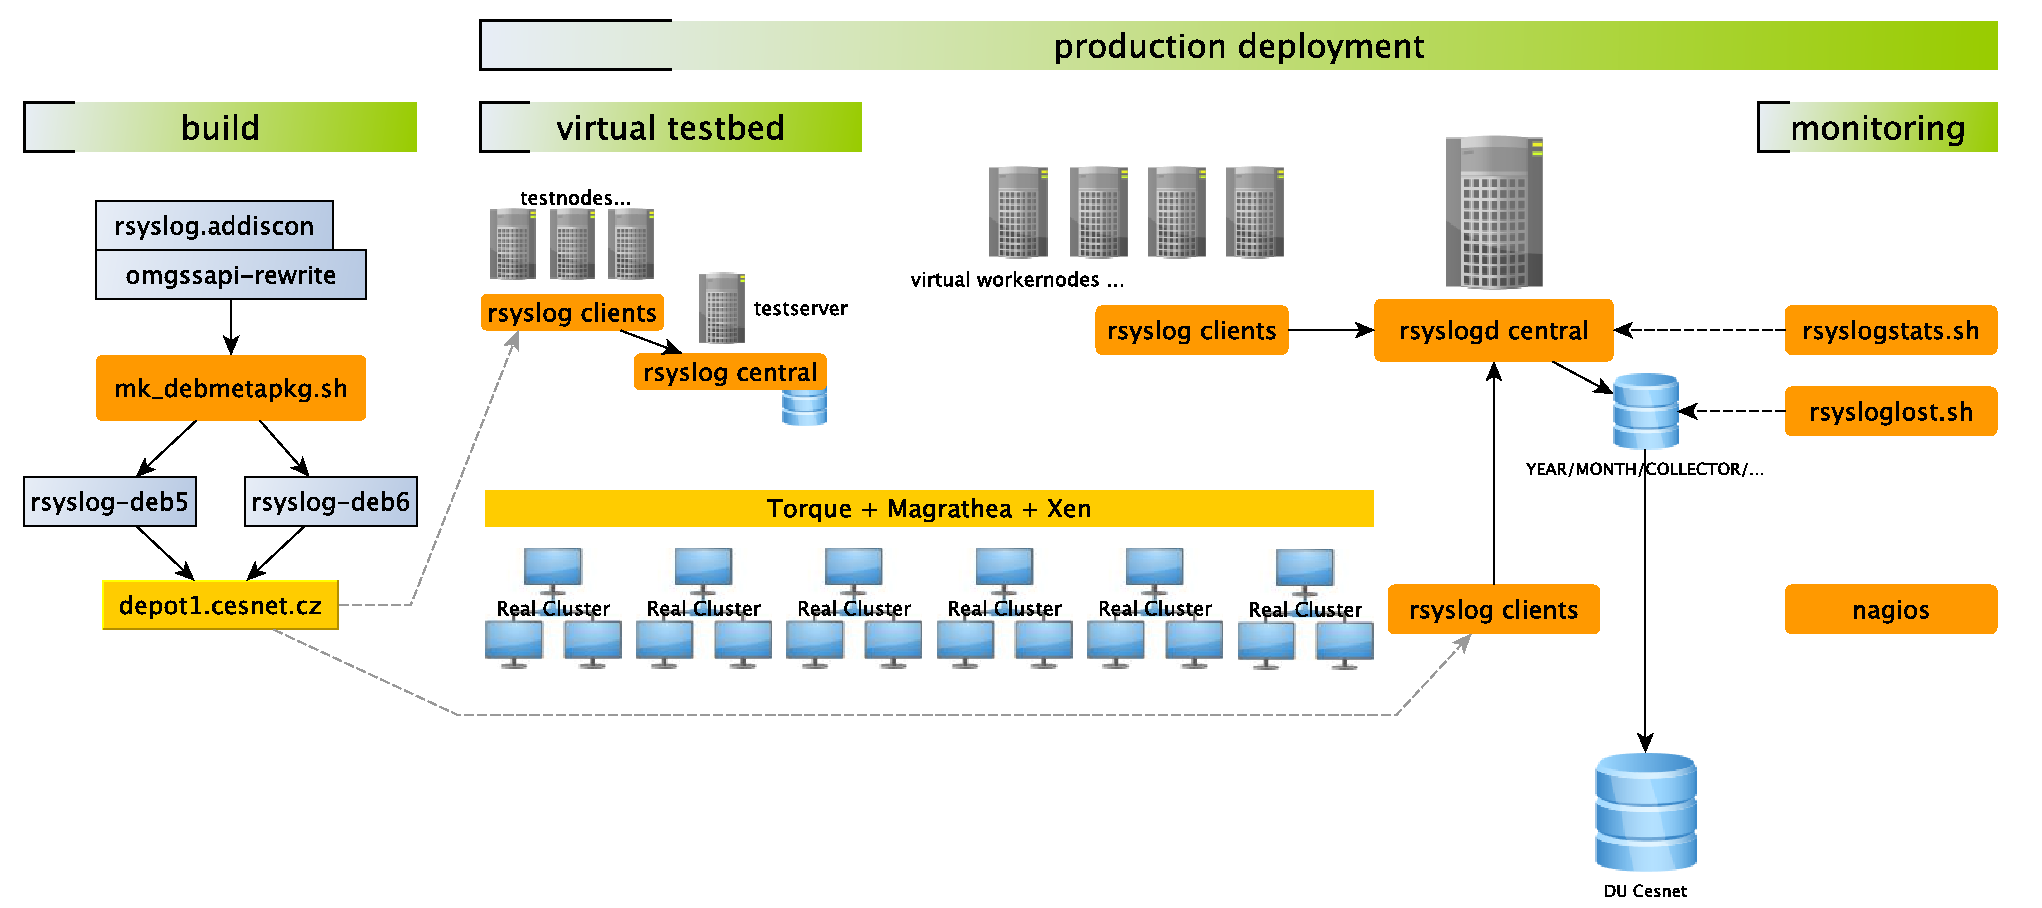 production deployment
build
virtual testbed
monitoring
rsyslog.addiscon
omgssapi-rewrite
mk_debmetapkg.sh
rsyslog-deb5
rsyslog-deb6
depot1.cesnet.cz
testnodes...
rsyslog clients
testserver
rsyslog central
virtual workernodes ...
rsyslog clients
rsyslogd central
rsyslogstats.sh
rsysloglost.sh
YEAR/MONTH/COLLECTOR/...
Torque + Magrathea + Xen
Real Cluster
Real Cluster
Real Cluster
Real Cluster
Real Cluster
Real Cluster
rsyslog clients
nagios
DU Cesnet